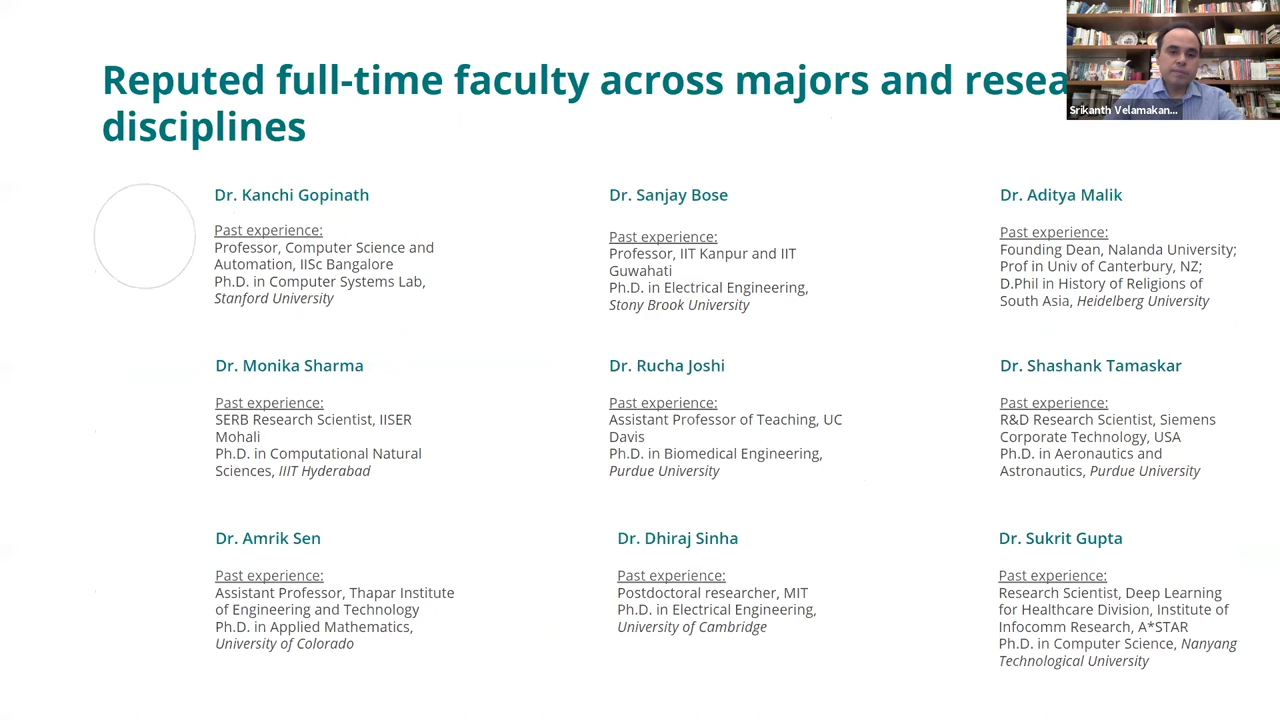 Reputed full-time faculty across majors and resea
disciplines
Srikanth Velamakan...
Dr. Kanchi Gopinath
Past experience:
Professor, Computer Science and
Automation, IISc Bangalore
Ph.D. in Computer Systems Lab,
Stanford University
Dr. Sanjay Bose
Past experience:
Professor, IIT Kanpur and IIT
Guwahati
Ph.D. in Electrical Engineering,
Stony Brook University
Dr. Aditya Malik
Past experience:
Founding Dean, Nalanda University;
Prof in Univ of Canterbury, NZ;
D.Phil in History of Religions of
South Asia, Heidelberg University
Dr. Monika Sharma
Past experience:
SERB Research Scientist, IISER
Mohali
Ph.D. in Computational Natural
Sciences, IIIT Hyderabad
Dr. Rucha Joshi
Past experience:
Assistant Professor of Teaching, UC
Davis
Ph.D. in Biomedical Engineering,
Purdue University
Dr. Shashank Tamaskar
Past experience:
R&D Research Scientist, Siemens
Corporate Technology, USA
Ph.D. in Aeronautics and
Astronautics, Purdue University
Dr. Amrik Sen
Past experience:
Assistant Professor, Thapar Institute
of Engineering and Technology
Ph.D. in Applied Mathematics,
University of Colorado
Dr. Dhiraj Sinha
Past experience:
Postdoctoral researcher, MIT
Ph.D. in Electrical Engineering,
University of Cambridge
Dr. Sukrit Gupta
Past experience:
Research Scientist, Deep Learning
for Healthcare Division, Institute of
Infocomm Research, A*STAR
Ph.D. in Computer Science, Nanyang
Technological University